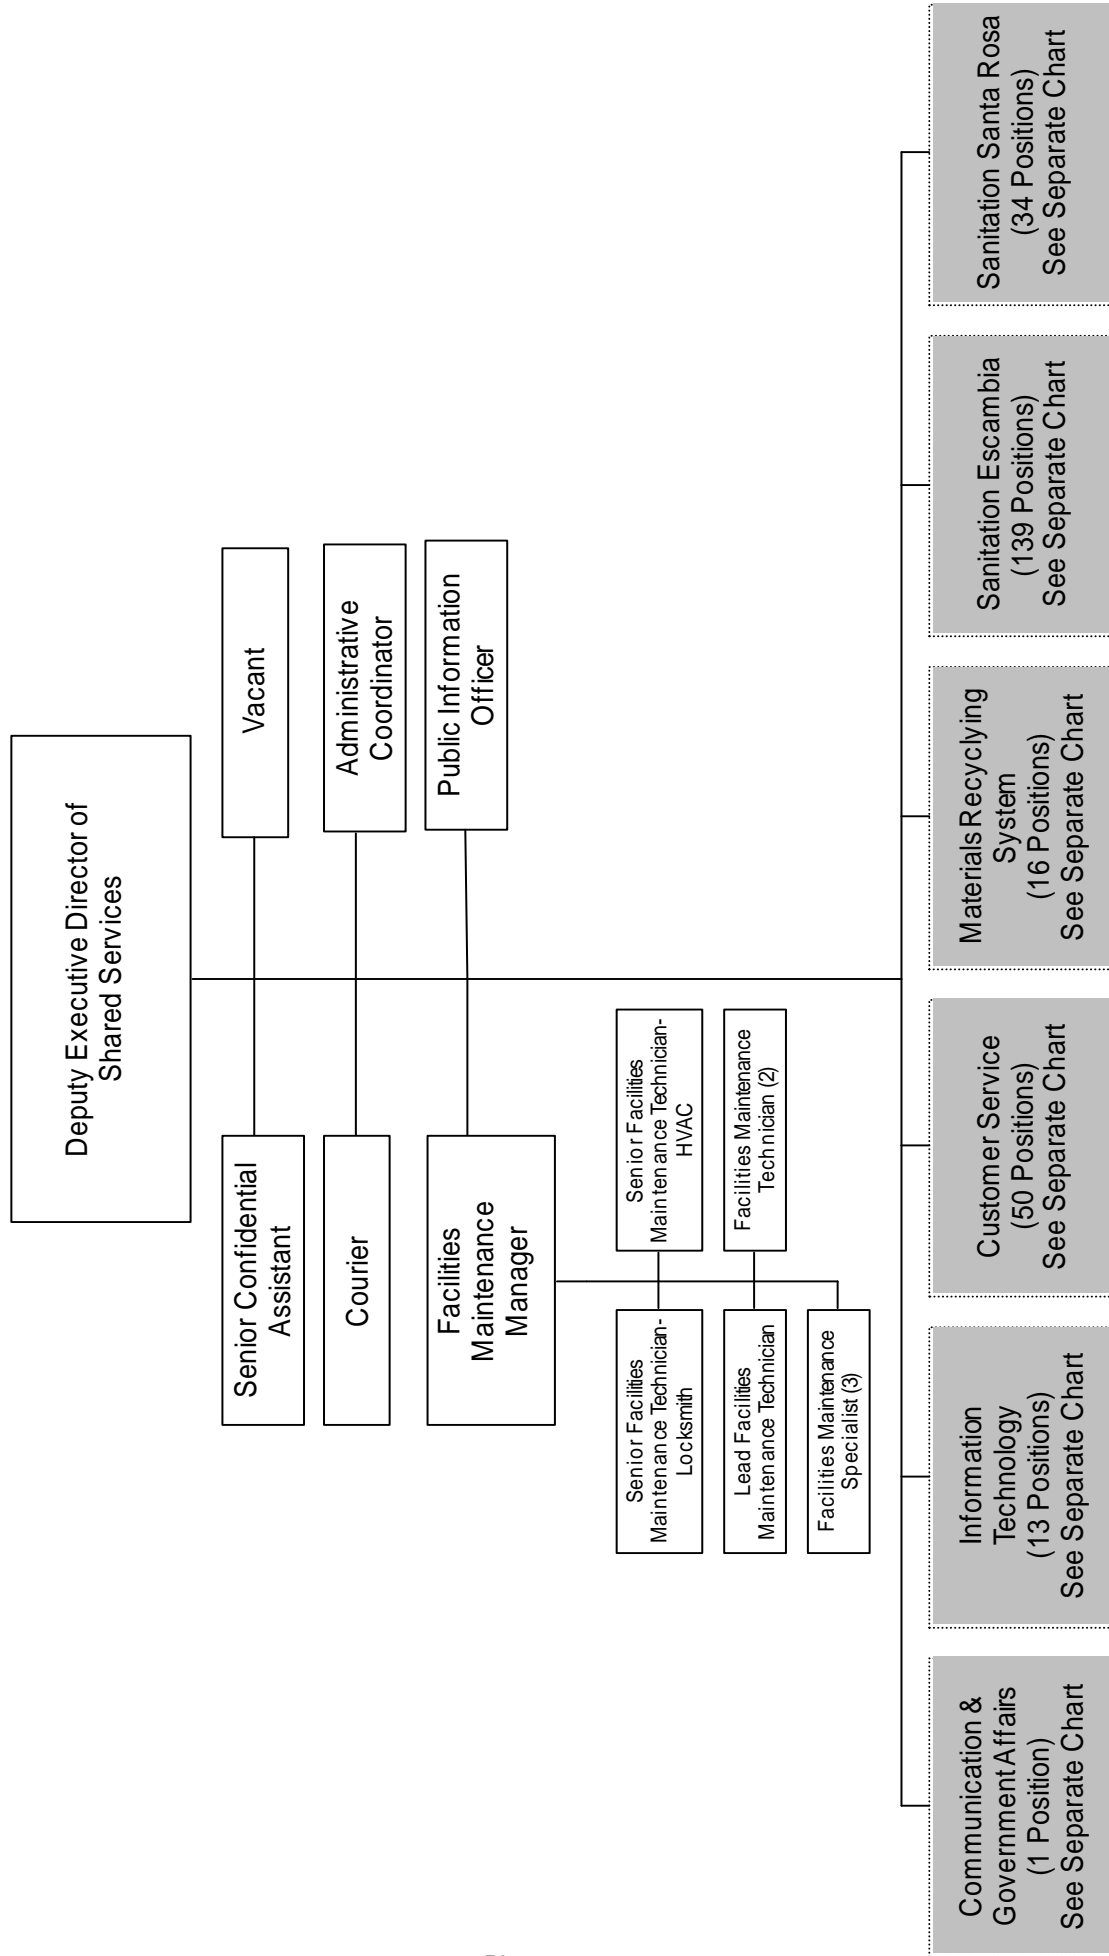 Deputy Executive Director of
Shared Services
Senior Confidential
Assistant
Vacant
Courier
Administrative
Coordinator
Facilities
Maintenance
Manager
Public Information
Officer
Senior Facilities
Maintenance Technician-
Locksmith
Senior Facilities
Maintenance Technician-
HVAC
Lead Facilities
Maintenance Technician
Facilities Maintenance
Technician (2)
Facilities Maintenance
Specialist (3)
Communication &
Government Affairs
(1 Position)
See Separate Chart
Information
Technology
(13 Positions)
See Separate Chart
Customer Service
(50 Positions)
See Separate Chart
Materials Recyclying
System
(16 Positions)
See Separate Chart
Sanitation Escambia
(139 Positions)
See Separate Chart
Sanitation Santa Rosa
(34 Positions)
See Separate Chart